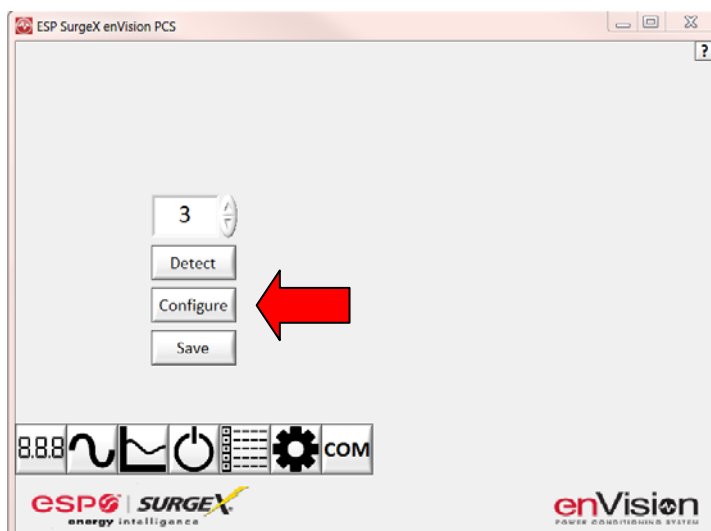 ESP SurgeX enVision PCS
?
3
Detect
Configure
Save
8.8.8
COM
ESP SURGEX
energy intelligence
enVision
POWER CONDITIONING SYSTEM